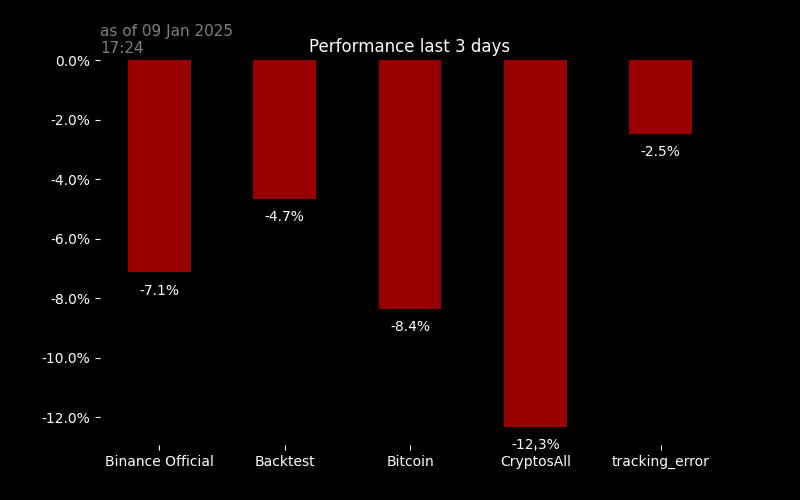 as of 09 Jan 2025
17:24
Performance last 3 days
0.0%
-2.0%
-4.0%
-6.0%
-8.0%
-10.0%
-12.0%
-7.1%
-4.7%
-8.4%
-12.3%
-2.5%
Binance Official
Backtest
Bitcoin
CryptosAll
tracking_error